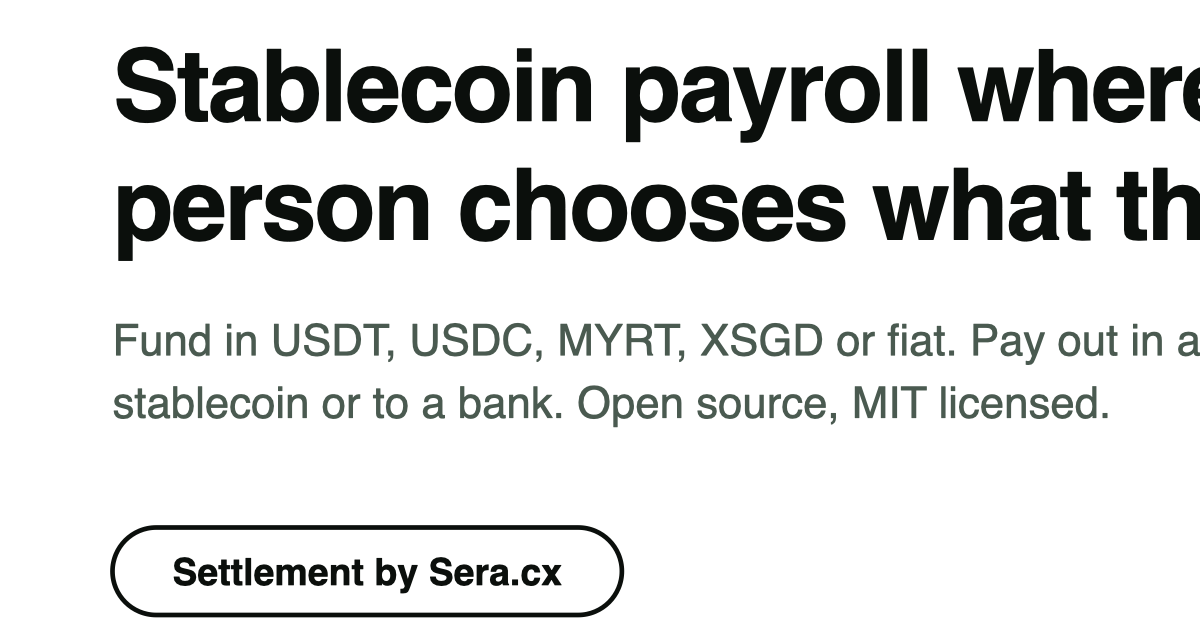 Stablecoin payroll where
person chooses what th
Fund in USDT, USDC, MYRT, XSGD or fiat. Pay out in a
stablecoin or to a bank. Open source, MIT licensed.
Settlement by Sera.cx